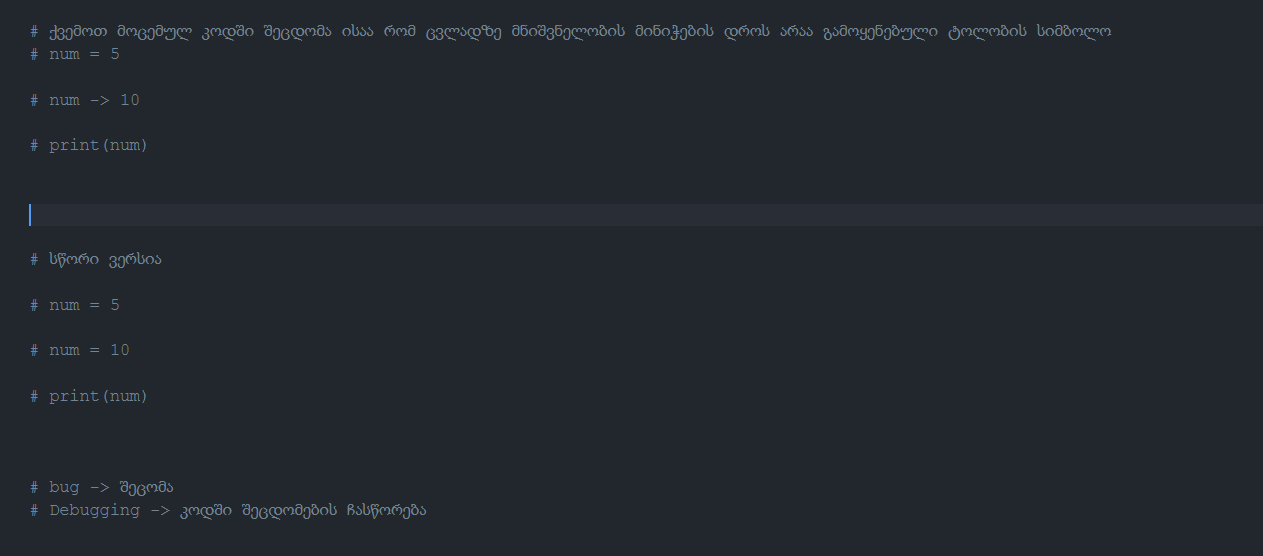 # ქვემოთ მოცემულ კოდში შეცდომა ისაა რომ ცვლადზე მნიშვნელობის მინიჭების დროს არაა გამოყენებული ტოლობის სიმბოლო
# num = 5
# num -> 10
# print(num)
# სწორი ვერსია
# num = 5
# num = 10
# print(num)
# bug -> შეცომა
# Debugging -> კოდში შეცდომების ჩასწორება